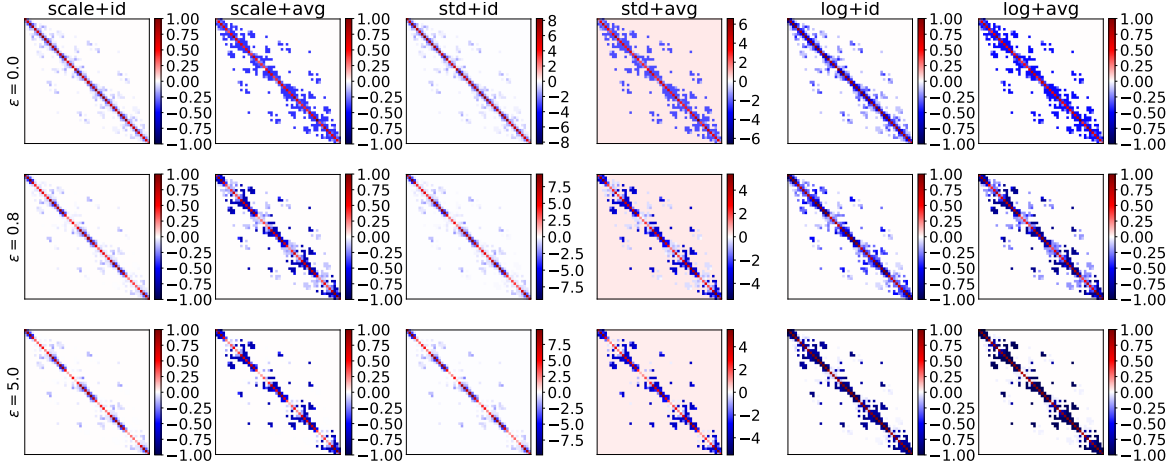 scale+id scale+avg std+id std+avg log+id log+avg
ε = 0.0
1.00 1.00 8 6 1.00 1.00
0.75 0.75 6 4 0.75 0.75
0.50 0.50 4 2 0.50 0.50
0.25 0.25 2 0.25 0.25
0.00 0.00 0 0 0.00 0.00
−0.25 −0.25 −2 −2 −0.25 −0.25
−0.50 −0.50 −4 −0.50 −0.50
−0.75 −0.75 −6 −4 −0.75 −0.75
−1.00 −1.00 −8 −6 −1.00 −1.00
ε = 0.8
1.00 1.00 7.5 4 1.00 1.00
0.75 0.75 5.0 0.75 0.75
0.50 0.50 2.5 2 0.50 0.50
0.25 0.25 0.25 0.25
0.00 0.00 0.0 0 0.00 0.00
−0.25 −0.25 −2.5 −0.25 −0.25
−0.50 −0.50 −5.0 −2 −0.50 −0.50
−0.75 −0.75 −7.5 −4 −0.75 −0.75
−1.00 −1.00 −1.00 −1.00
ε = 5.0
1.00 1.00 7.5 4 1.00 1.00
0.75 0.75 5.0 0.75 0.75
0.50 0.50 2.5 2 0.50 0.50
0.25 0.25 0.25 0.25
0.00 0.00 0.0 0 0.00 0.00
−0.25 −0.25 −2.5 −0.25 −0.25
−0.50 −0.50 −5.0 −2 −0.50 −0.50
−0.75 −0.75 −7.5 −4 −0.75 −0.75
−1.00 −1.00 −1.00 −1.00